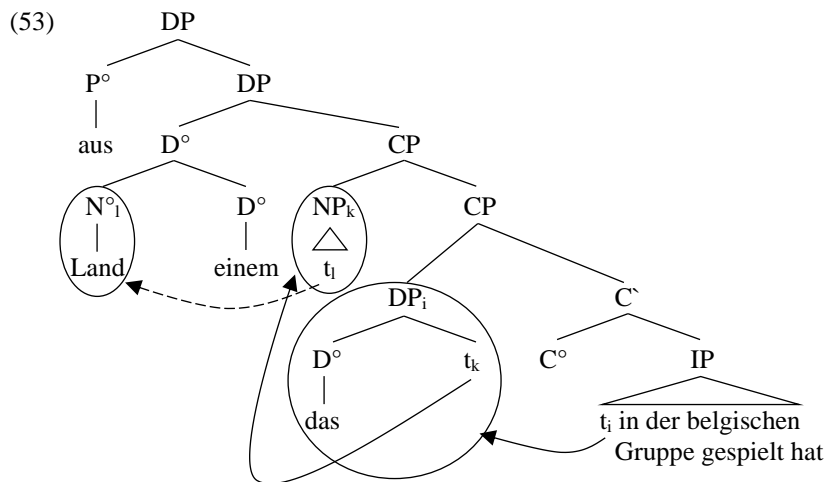 (53) DP
P° DP
aus D° CP
N°l D° NPk CP
Land einem tl
DPi C`
D° tk C° IP
das ti in der belgischen
Gruppe gespielt hat